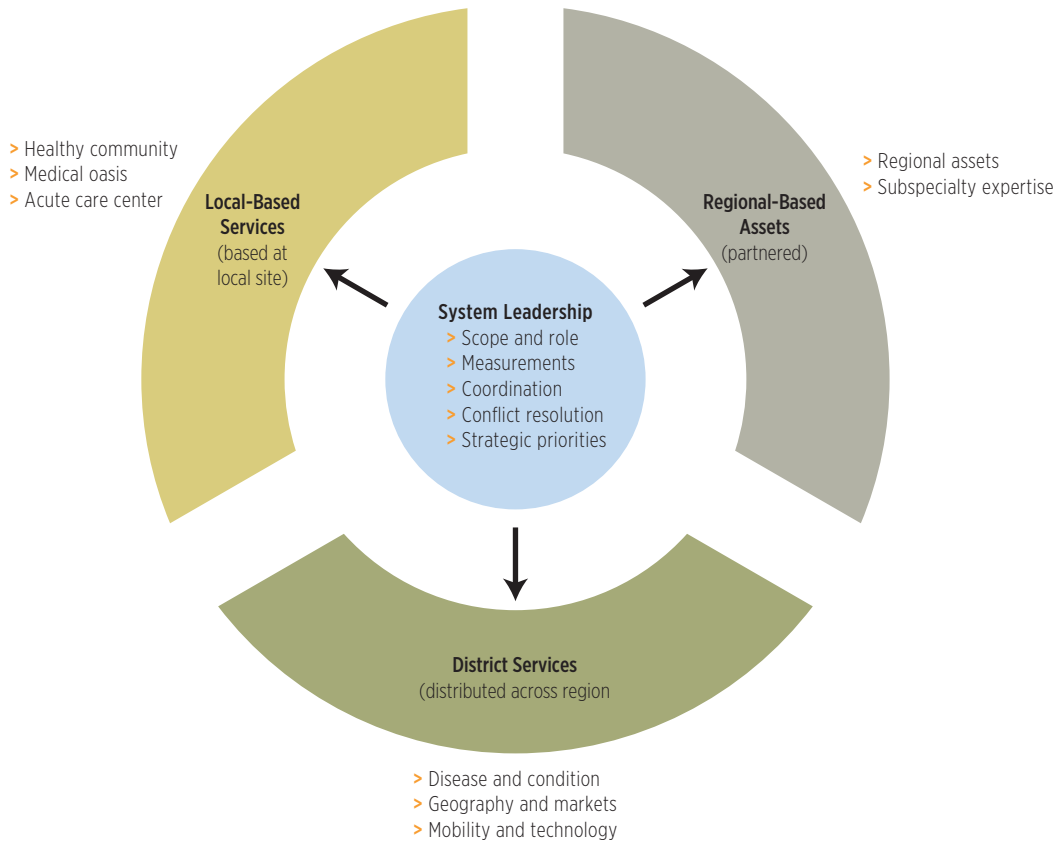 > Healthy community
> Medical oasis
> Acute care center
Local-Based
Services
(based at
local site)
Regional-Based
Assets
(partnered)
> Regional assets
> Subspecialty expertise
System Leadership
> Scope and role
> Measurements
> Coordination
> Conflict resolution
> Strategic priorities
District Services
(distributed across region
> Disease and condition
> Geography and markets
> Mobility and technology